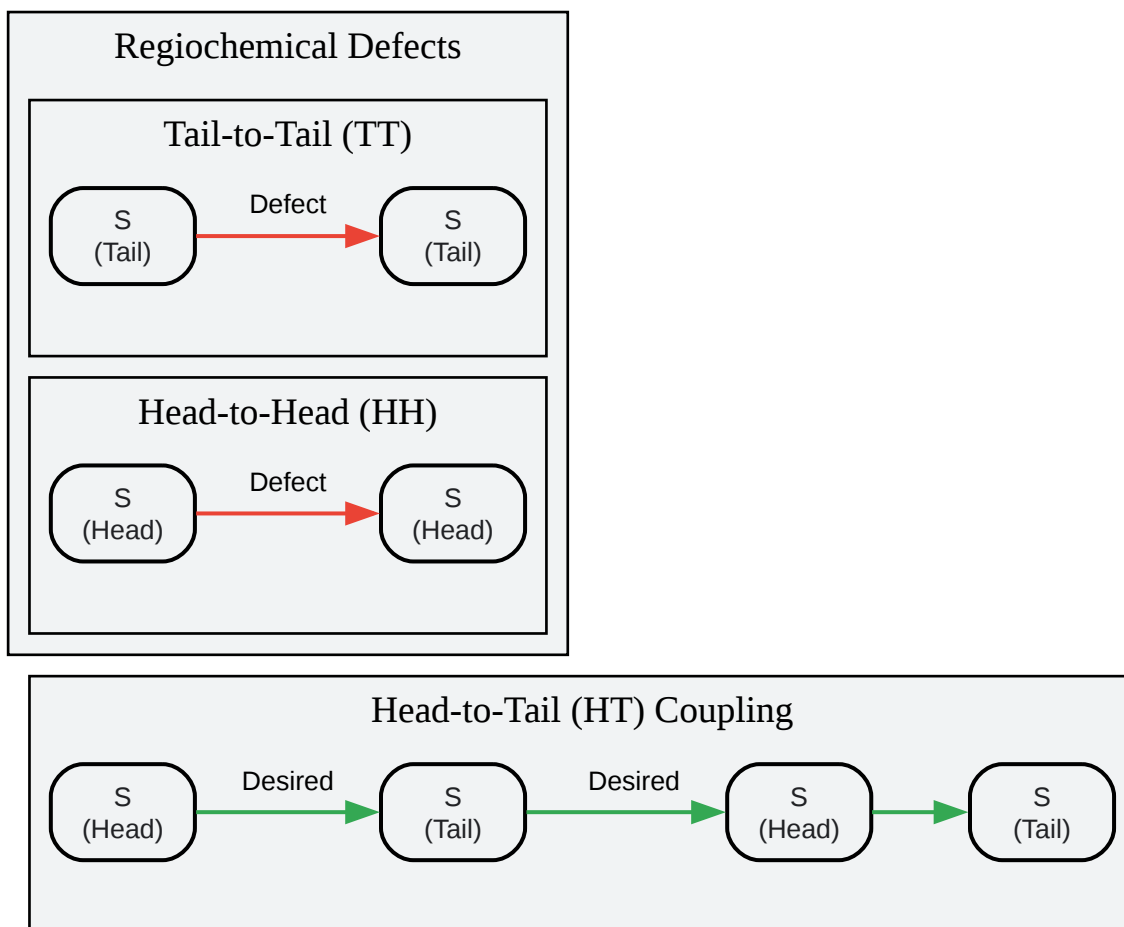 Regiochemical Defects
Tail-to-Tail (TT)
S
(Tail)
Defect
S
(Tail)
Head-to-Head (HH)
S
(Head)
Defect
S
(Head)
Head-to-Tail (HT) Coupling
S
(Head)
Desired
S
(Tail)
Desired
S
(Head)
S
(Tail)